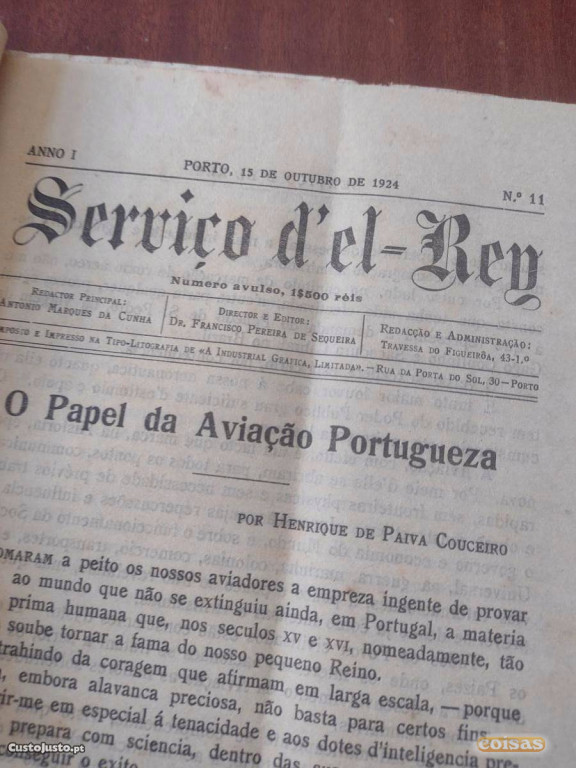 ANNO I
PORTO, 15 DE OUTUBRO DE 1924
N.º 11
Serviço d'el-Rey
Numero avulso, 1$500 réis
REDACTOR PRINCIPAL:
ANTONIO MARQUES DA CUNHA
DIRECTOR E EDITOR:
DR. FRANCISCO PEREIRA DE SEQUEIRA
REDACÇÃO E ADMINISTRAÇÃO:
TRAVESSA DO FIGUEIRÔA, 43-1.º
OMPOSTO E IMPRESSO NA TIPO-LITOGRAFIA DE «A INDUSTRIAL GRAFICA, LIMITADA». — RUA DA PORTA DO SOL, 30 — PORTO
O Papel da Aviação Portugueza
POR HENRIQUE DE PAIVA COUCEIRO
OMARAM a peito os nossos aviadores a empreza ingente de provar
ao mundo que não se extinguiu ainda, em Portugal, a materia
prima humana que, nos seculos XV e XVI, nomeadamente, tão
soube tornar a fama do nosso pequeno Reino.
trahindo da coragem que afirmam, em larga escala, — porque
, embora alavanca preciosa, não basta para certos fins,
ir-me em especial á tenacidade e aos dotes d'inteligencia pre-
prepara com sciencia, dentro das
conseguir o exito
CustoJusto.pt
coisas